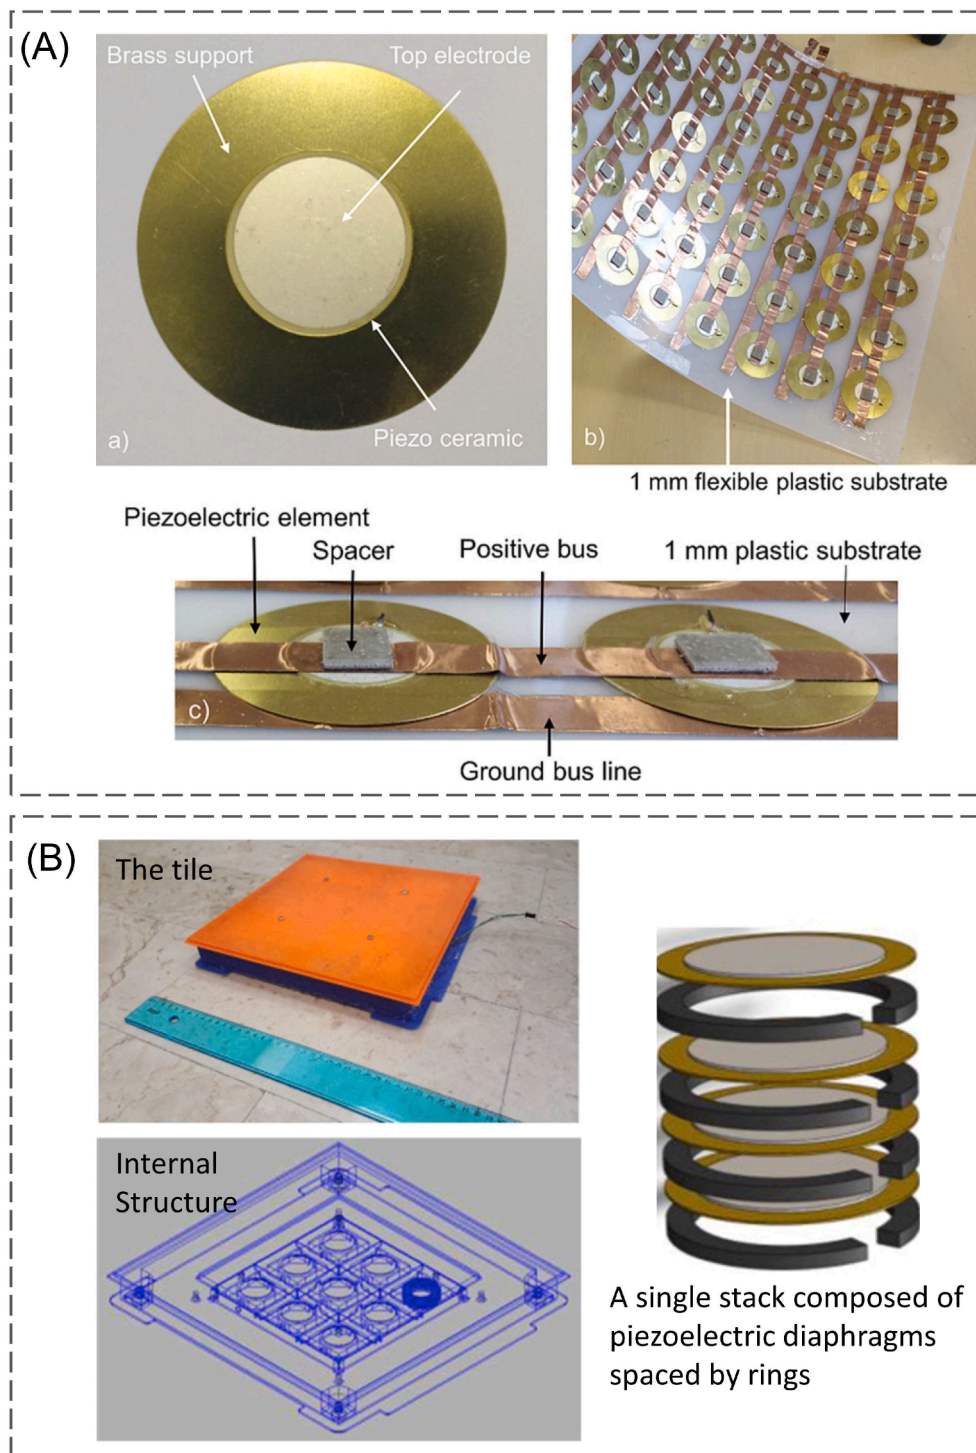 (A)
Brass support
Top electrode
Piezo ceramic
a)
b)
1 mm flexible plastic substrate
Piezoelectric element
Spacer
Positive bus
1 mm plastic substrate
c)
Ground bus line
(B)
The tile
Internal
Structure
A single stack composed of
piezoelectric diaphragms
spaced by rings